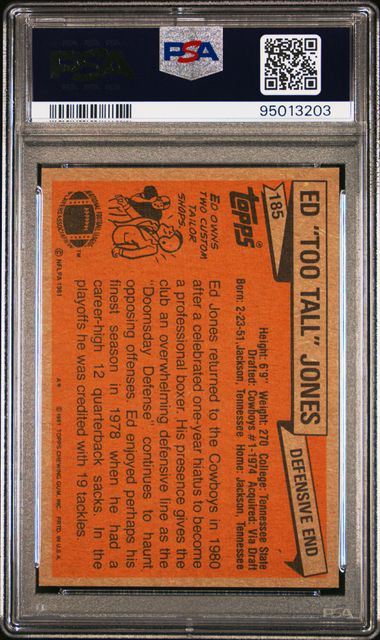 PSA
PSA
95013203
185
ED "TOO TALL" JONES
DEFENSIVE END
Topps®
Height: 6'9" Weight: 270 College: Tennessee State
Drafted: Cowboys #1-1974 Acquired: Via Draft
Born: 2-23-51, Jackson, Tennessee Home: Jackson, Tennessee
ED OWNS
TWO CUSTOM
TAILOR
SHOPS.
Ed Jones returned to the Cowboys in 1980
after a celebrated one-year hiatus to become
a professional boxer. His presence gives the
club an overwhelming defensive line as the
"Doomsday Defense" continues to haunt
opposing offenses. Ed enjoyed perhaps his
finest season in 1978 when he had a
career-high 12 quarterback sacks. In the
playoffs he was credited with 19 tackles.
© NFLPA 1981
A*
© 1981 TOPPS CHEWING GUM, INC. PRTD. IN U.S.A.
PSA